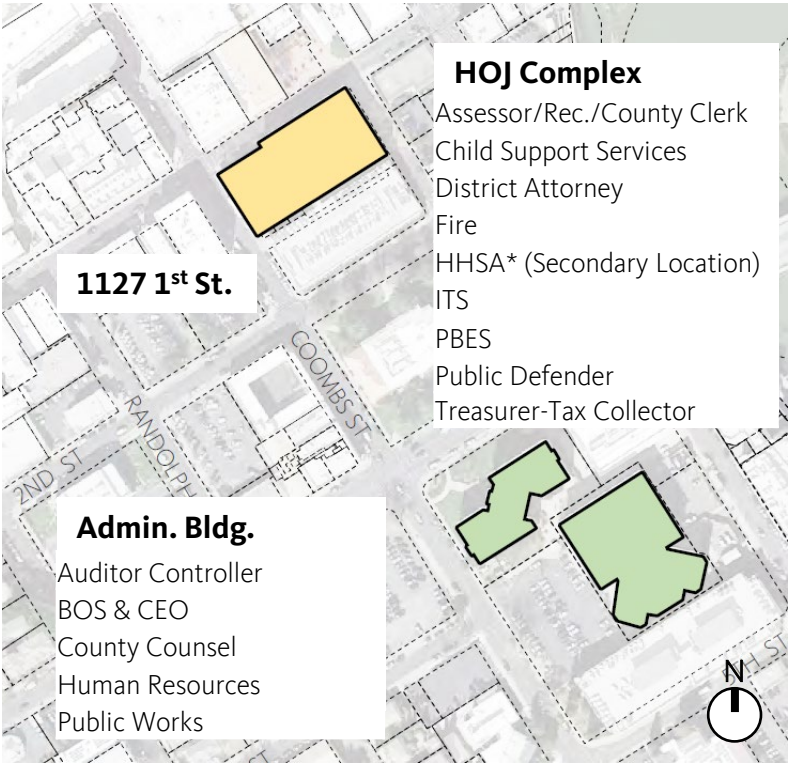 HOJ Complex
Assessor/Rec./County Clerk
Child Support Services
District Attorney
Fire
HHSA* (Secondary Location)
ITS
PBES
Public Defender
Treasurer-Tax Collector
1127 1st St.
COOMBS ST
RANDOLPH
2ND ST
Admin. Bldg.
Auditor Controller
BOS & CEO
County Counsel
Human Resources
Public Works
N